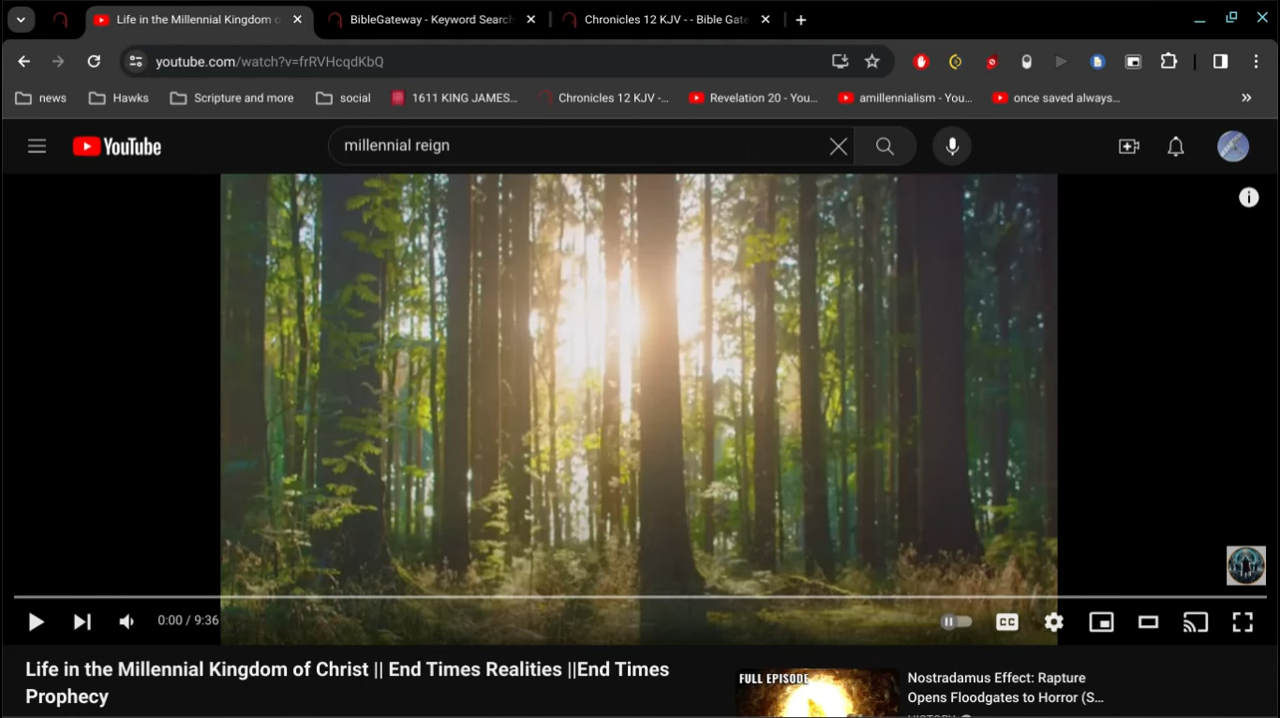 Life in the Millennial Kingdom o
BibleGateway - Keyword Search
Chronicles 12 KJV - - Bible Gate
youtube.com/watch?v=frRVHcqdKbQ
news
Hawks
Scripture and more
social
1611 KING JAMES...
Chronicles 12 KJV -...
Revelation 20 - You...
amillennialism - You...
once saved always...
YouTube
millennial reign
0:00 / 9:36
CC
Life in the Millennial Kingdom of Christ || End Times Realities ||End Times
Prophecy
FULL EPISODE
Nostradamus Effect: Rapture
Opens Floodgates to Horror (S...
HISTORY